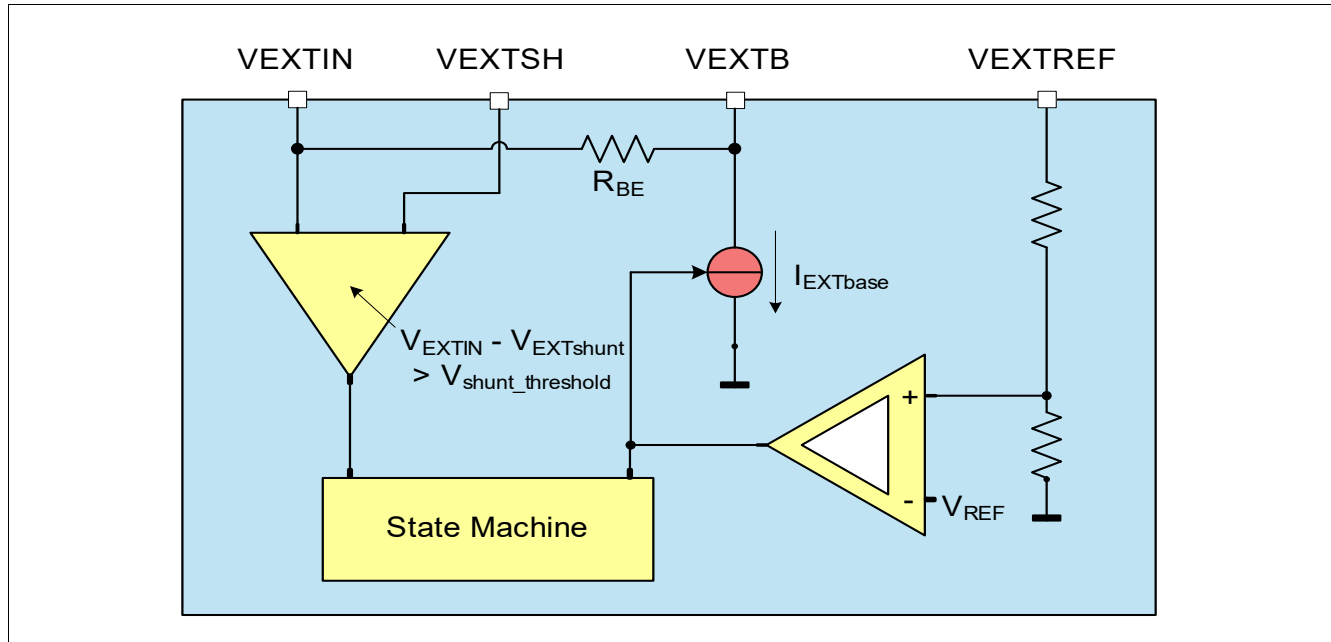 VEXTIN VEXTSH VEXTB VEXTREF
RBE
IEXTbase
VEXTIN - VEXTshunt
> Vshunt_threshold
+
-
VREF
State Machine